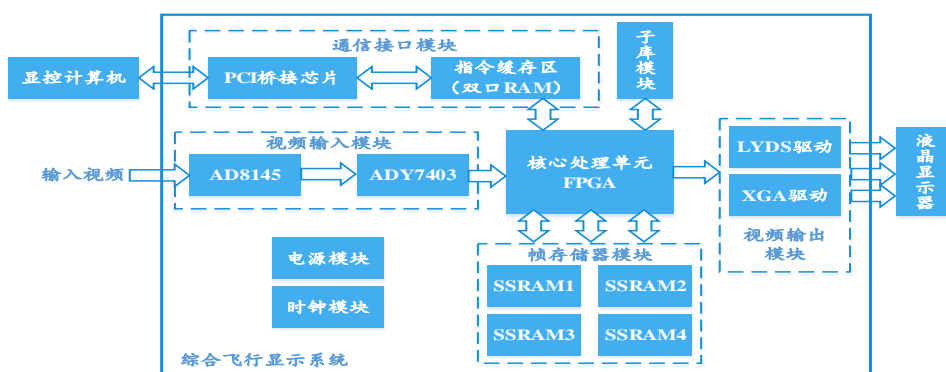 通信接口模块
子库模块
显控计算机
PCI桥接芯片
指令缓存区
(双口RAM)
视频输入模块
输入视频
AD8145
ADY7403
核心处理单元
FPGA
LYDS驱动
XGA驱动
视频输出
模块
液晶显示器
电源模块
时钟模块
帧存储器模块
SSRAM1
SSRAM2
SSRAM3
SSRAM4
综合飞行显示系统